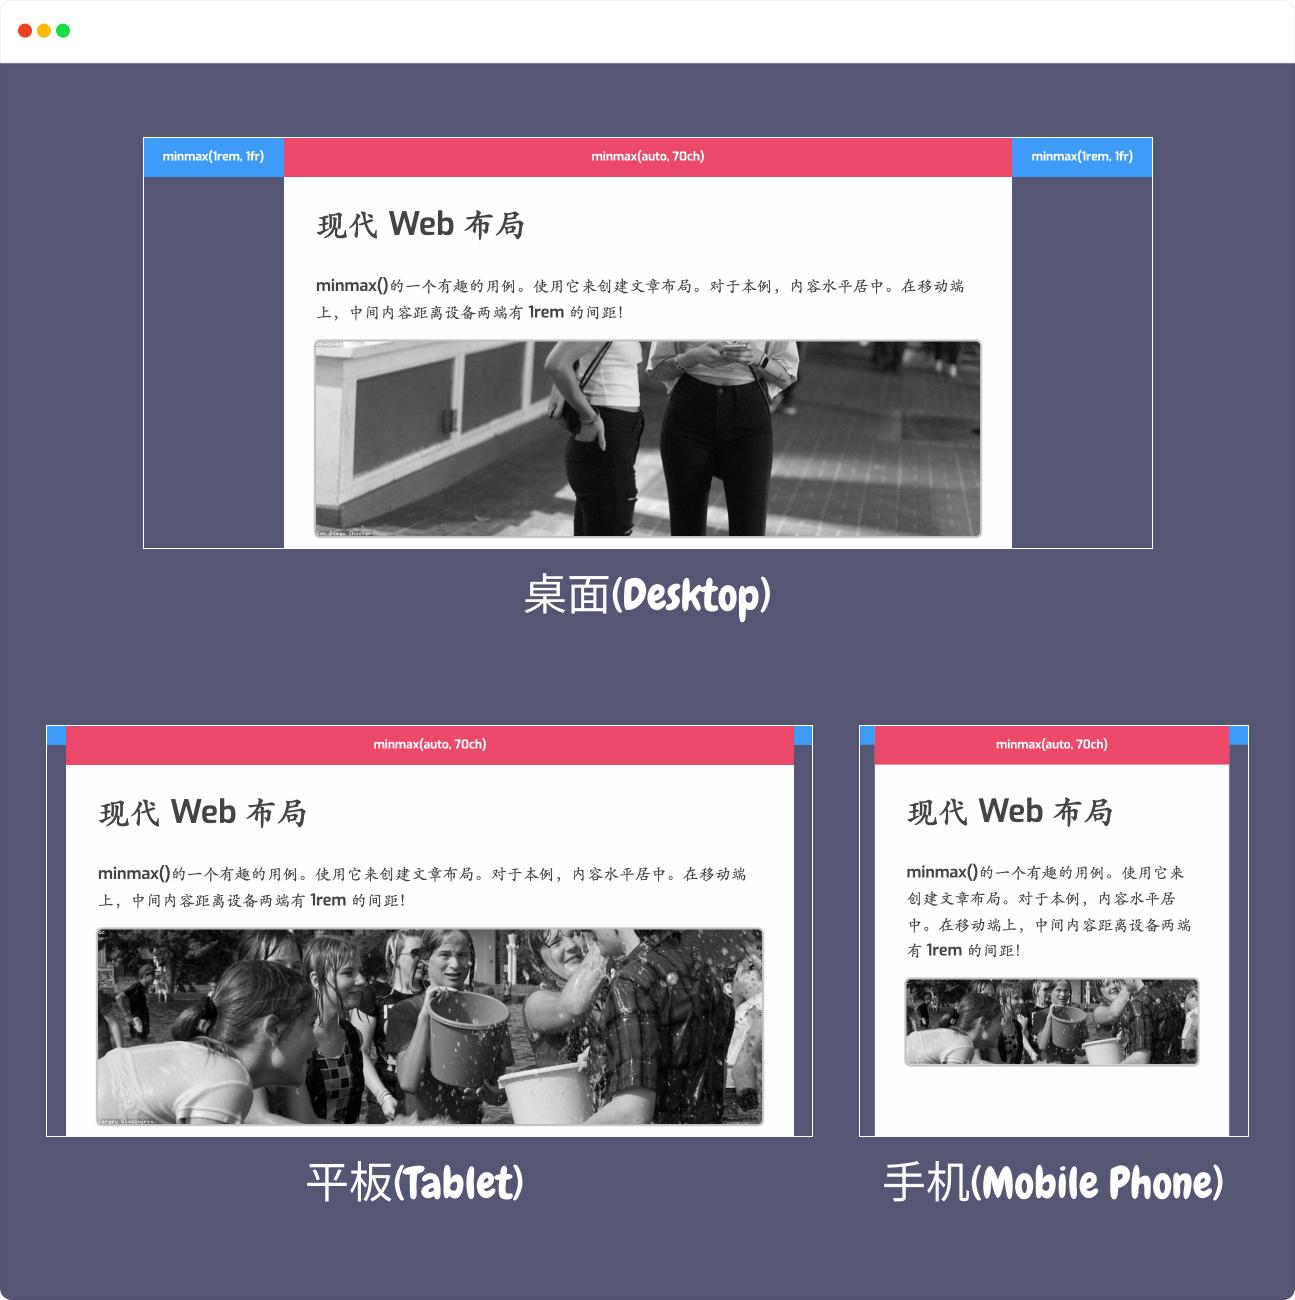 minmax(1rem, 1fr)
minmax(auto, 70ch)
minmax(1rem, 1fr)
现代 Web 布局
minmax()的一个有趣的用例。使用它来创建文章布局。对于本例，内容水平居中。在移动端
上，中间内容距离设备两端有 1rem 的间距！
San Diego Shooter
桌面(Desktop)
minmax(auto, 70ch)
现代 Web 布局
minmax()的一个有趣的用例。使用它来创建文章布局。对于本例，内容水平居中。在移动端
上，中间内容距离设备两端有 1rem 的间距！
平板(Tablet)
minmax(auto, 70ch)
现代 Web 布局
minmax()的一个有趣的用例。使用它来
创建文章布局。对于本例，内容水平居
中。在移动端上，中间内容距离设备两端
有 1rem 的间距！
手机(Mobile Phone)